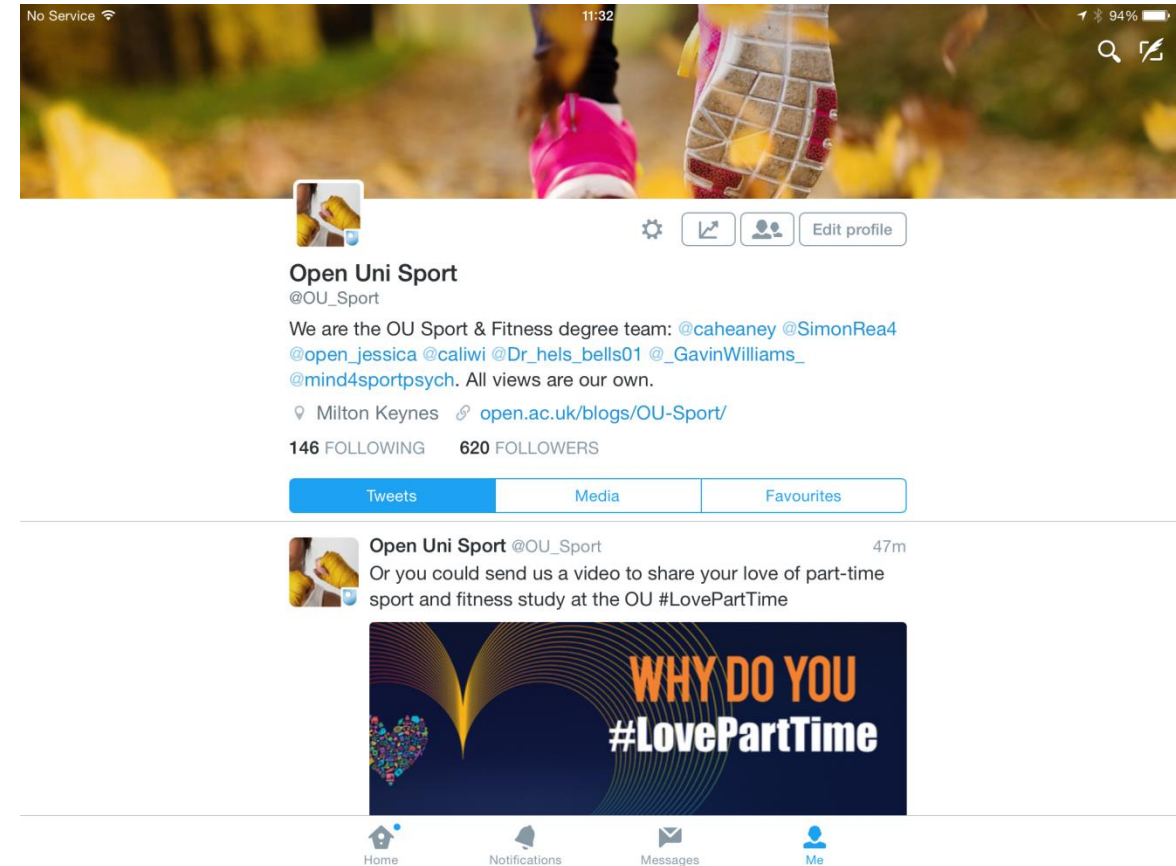 No Service 11:32 94%
Edit profile
Open Uni Sport
@OU_Sport
We are the OU Sport & Fitness degree team: @caheaney @SimonRea4
@open_jessica @caliwi @Dr_hels_bells01 @_GavinWilliams_
@mind4sportpsych. All views are our own.
Milton Keynes open.ac.uk/blogs/OU-Sport/
146 FOLLOWING 620 FOLLOWERS
Tweets Media Favourites
Open Uni Sport @OU_Sport 47m
Or you could send us a video to share your love of part-time
sport and fitness study at the OU #LovePartTime
WHY DO YOU
#LovePartTime
Home Notifications Messages Me